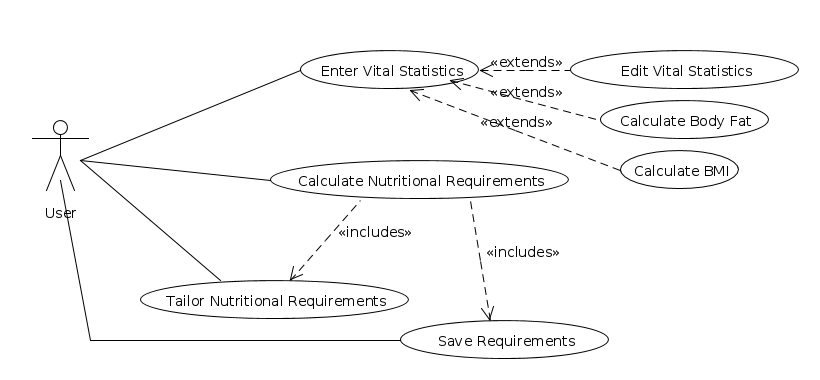 «extends»
Enter Vital Statistics
Edit Vital Statistics
«extends»
Calculate Body Fat
«extends»
Calculate BMI
Calculate Nutritional Requirements
User
«includes»
«includes»
Tailor Nutritional Requirements
Save Requirements